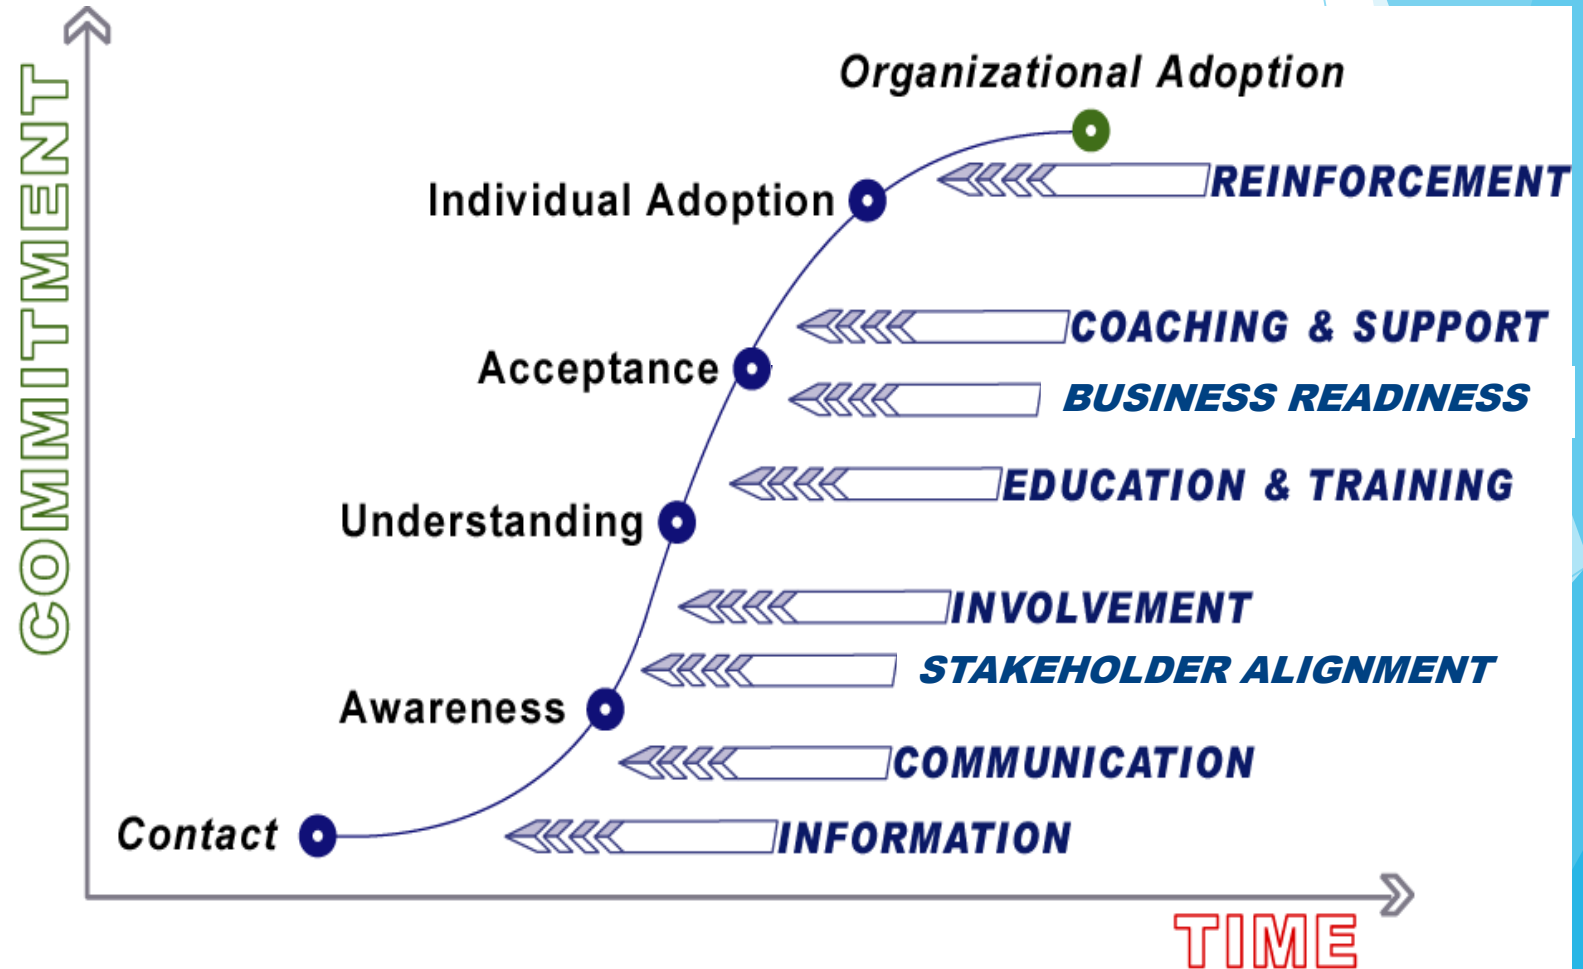 COMMITMENT
Organizational Adoption
REINFORCEMENT
Individual Adoption
COACHING & SUPPORT
Acceptance
BUSINESS READINESS
EDUCATION & TRAINING
Understanding
INVOLVEMENT
STAKEHOLDER ALIGNMENT
Awareness
COMMUNICATION
Contact
INFORMATION
TIME